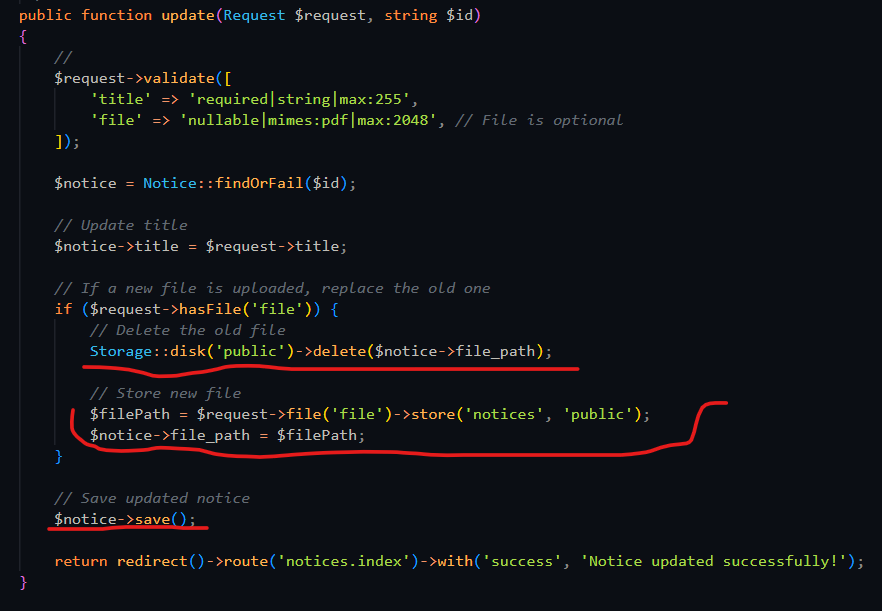 public function update(Request $request, string $id)
{
    //
    $request->validate([
        'title' => 'required|string|max:255',
        'file' => 'nullable|mimes:pdf|max:2048', // File is optional
    ]);

    $notice = Notice::findOrFail($id);

    // Update title
    $notice->title = $request->title;

    // If a new file is uploaded, replace the old one
    if ($request->hasFile('file')) {
        // Delete the old file
        Storage::disk('public')->delete($notice->file_path);

        // Store new file
        $filePath = $request->file('file')->store('notices', 'public');
        $notice->file_path = $filePath;
    }

    // Save updated notice
    $notice->save();

    return redirect()->route('notices.index')->with('success', 'Notice updated successfully!');
}